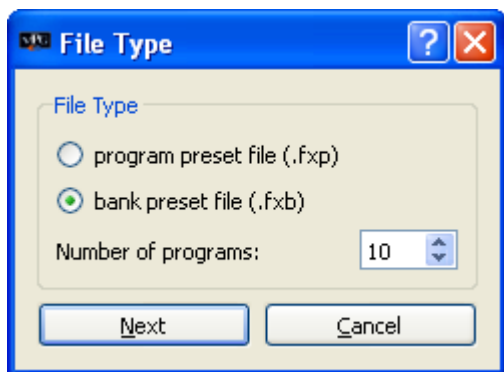 File Type
File Type
program preset file (.fxp)
bank preset file (.fxb)
Number of programs: 10
Next Cancel